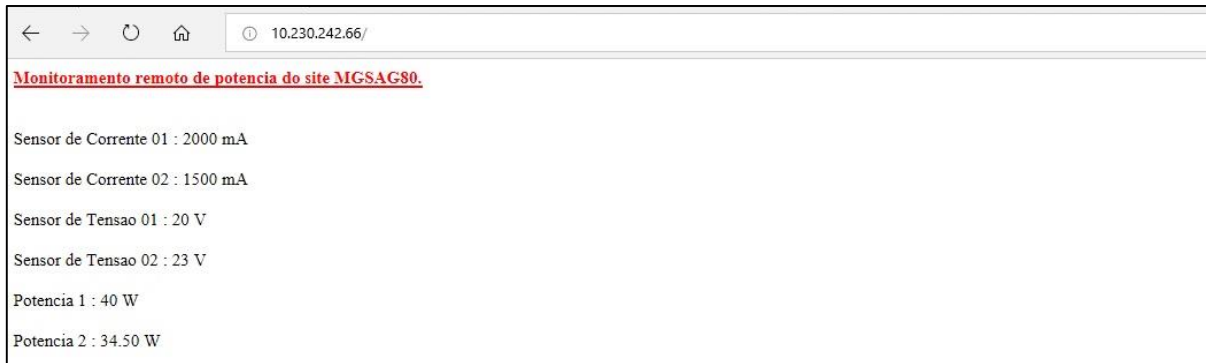 10.230.242.66/
Monitoramento remoto de potencia do site MGSAG80.
Sensor de Corrente 01 : 2000 mA
Sensor de Corrente 02 : 1500 mA
Sensor de Tensao 01 : 20 V
Sensor de Tensao 02 : 23 V
Potencia 1 : 40 W
Potencia 2 : 34.50 W